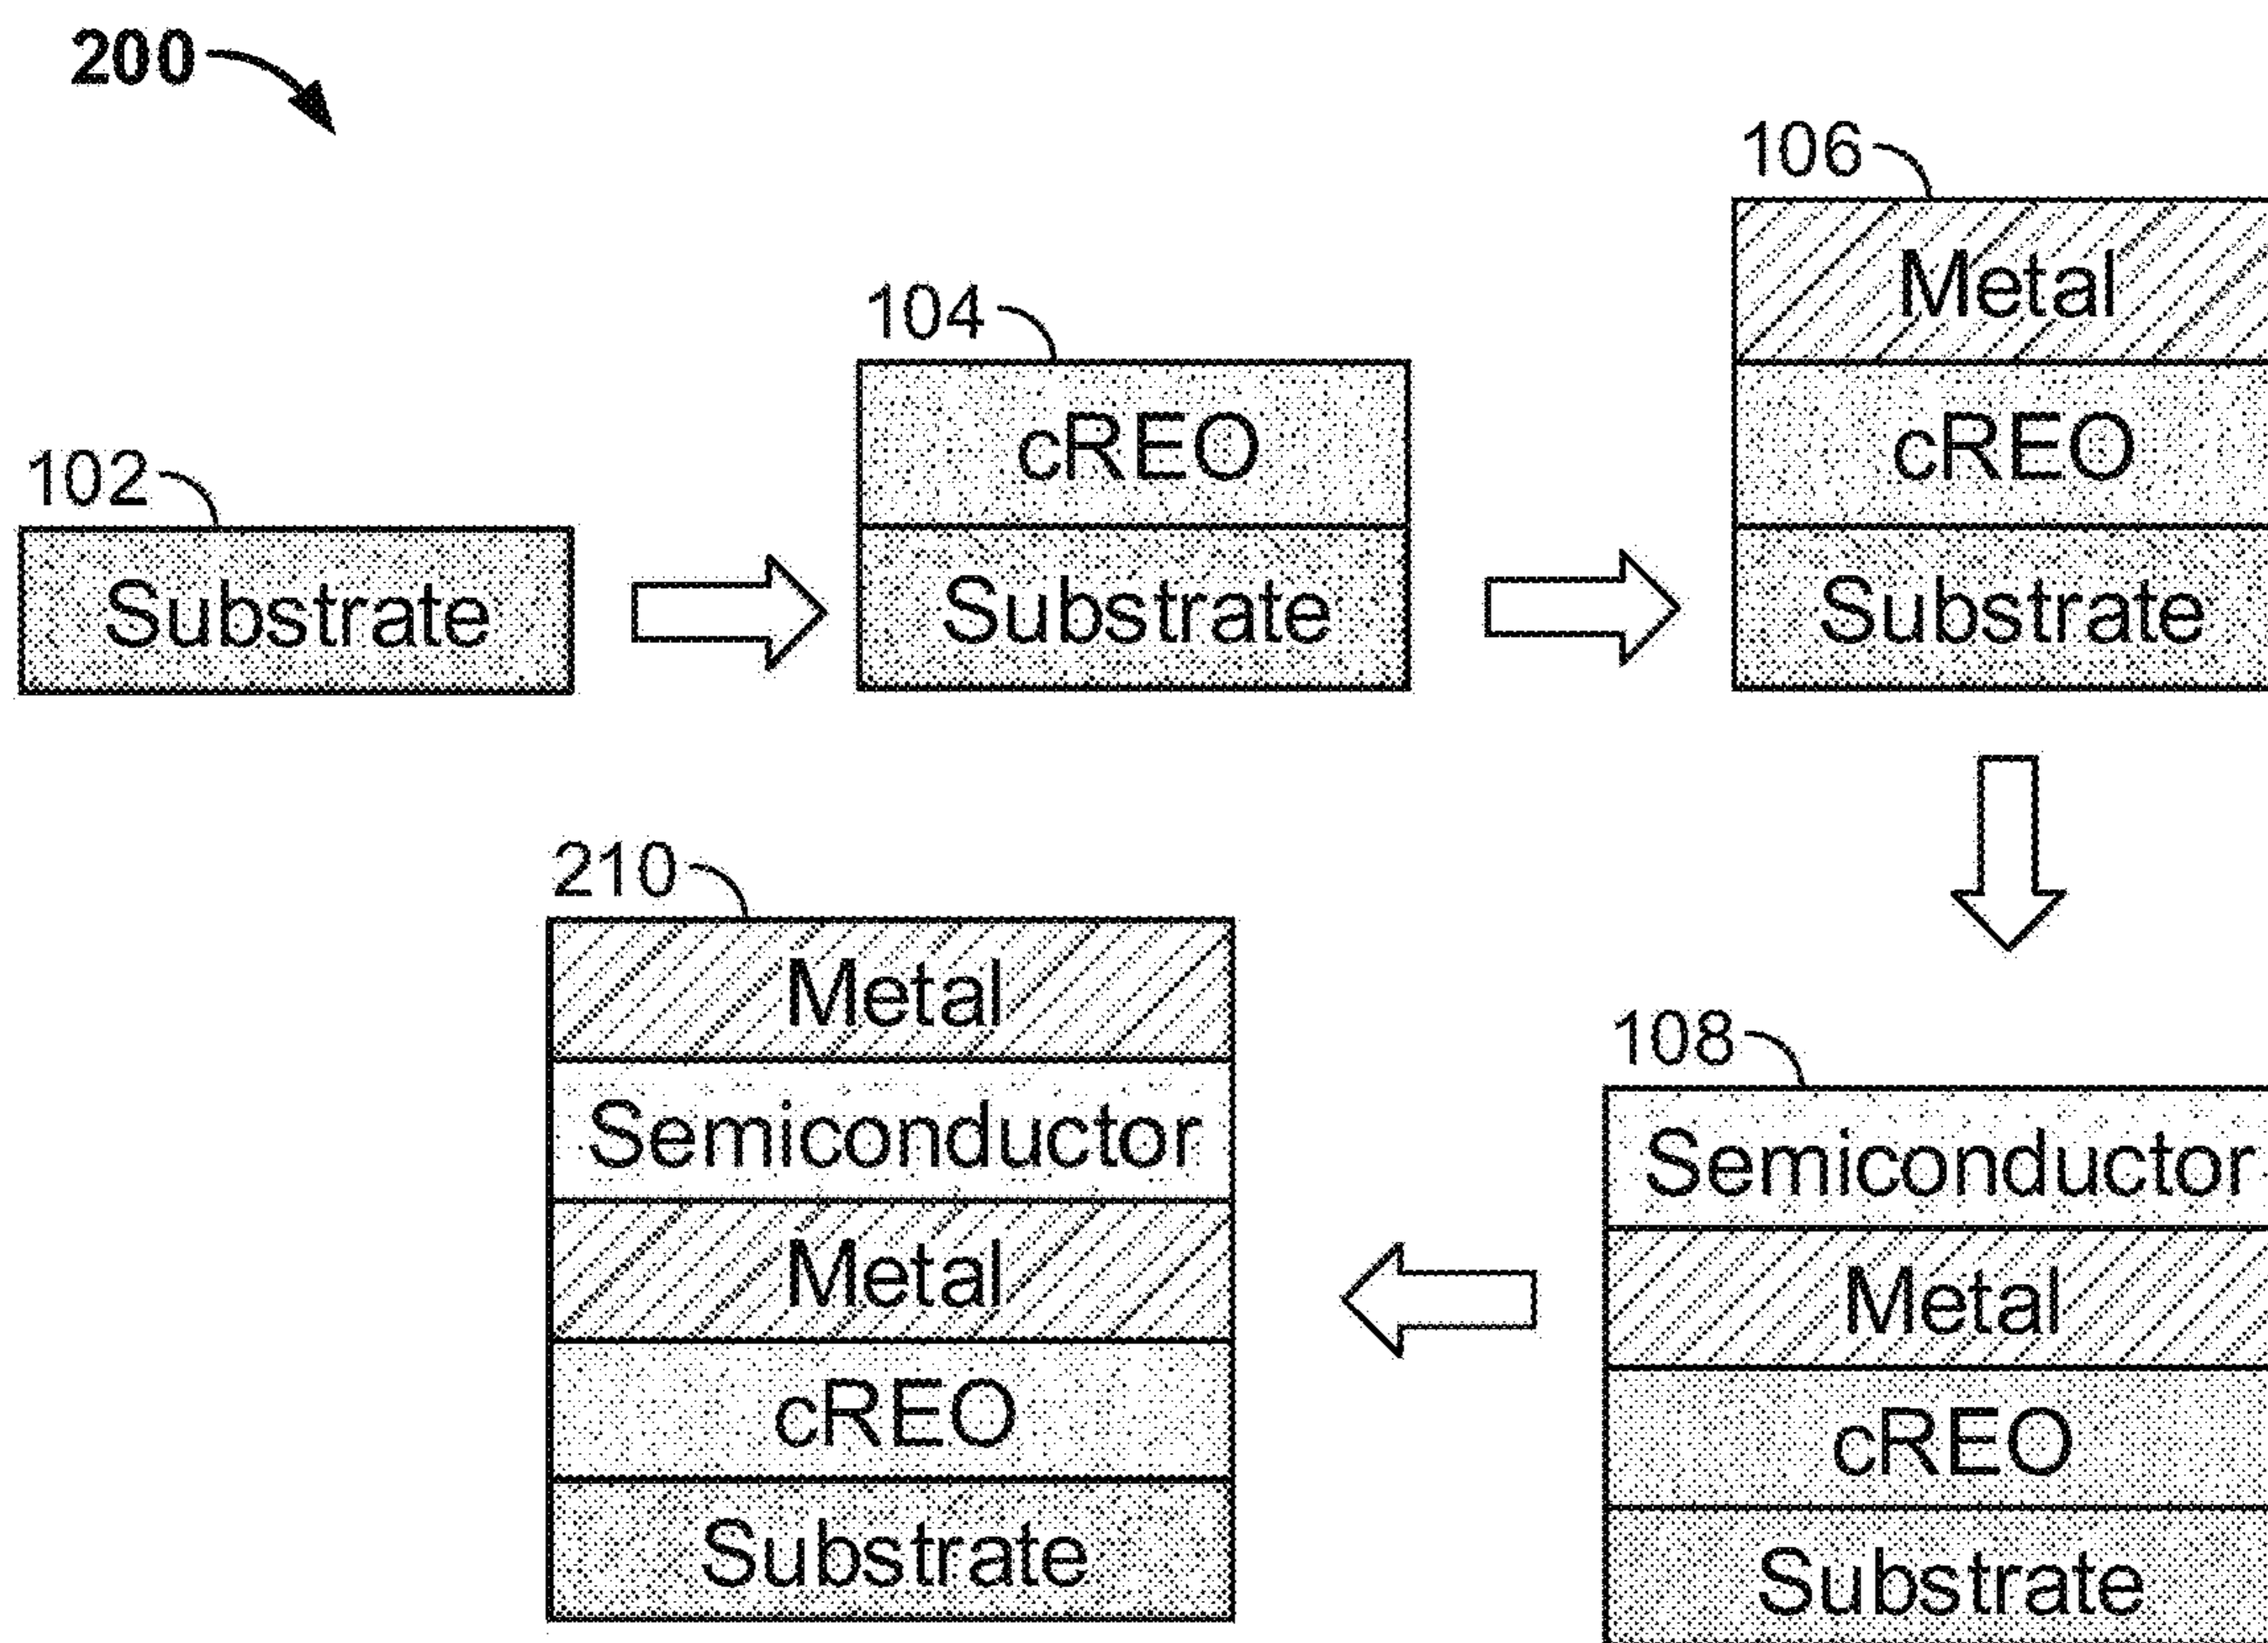 200
102
Substrate
104
cREO
Substrate
106
Metal
cREO
Substrate
108
Semiconductor
Metal
cREO
Substrate
210
Metal
Semiconductor
Metal
cREO
Substrate